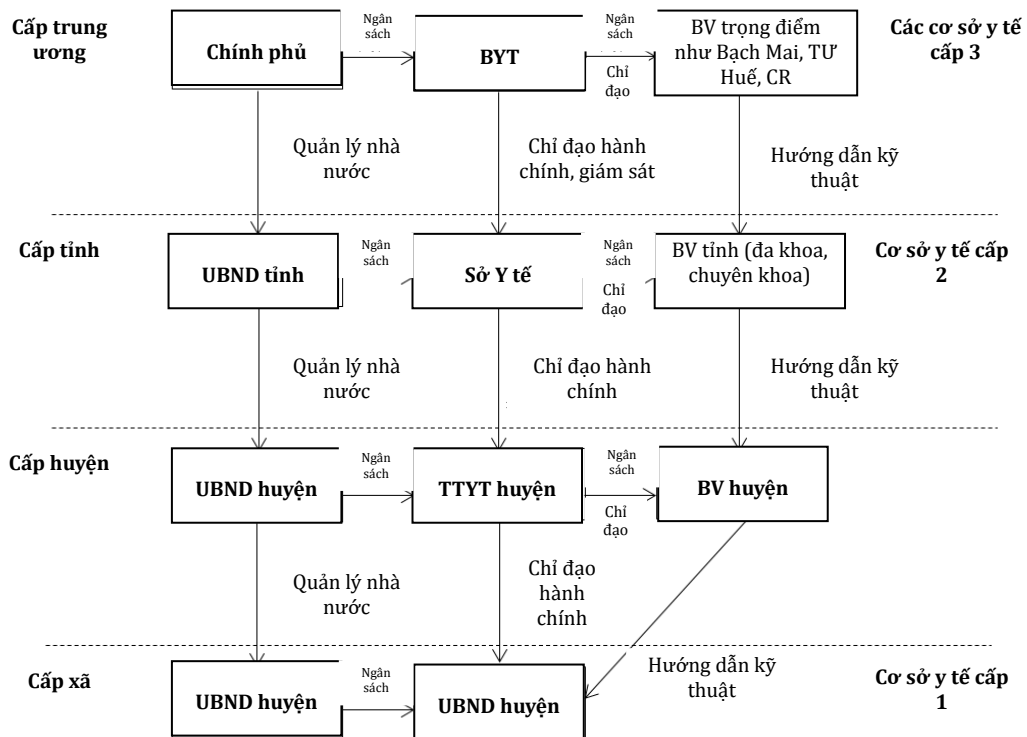 Cấp trung
ương
Chính phủ
Ngân
sách
BYT
Ngân
sách
Chỉ
đạo
BV trọng điểm
như Bạch Mai, TƯ
Huế, CR
Các cơ sở y tế
cấp 3
Quản lý nhà
nước
Chỉ đạo hành
chính, giám sát
Hướng dẫn kỹ
thuật
Cấp tỉnh
UBND tỉnh
Ngân
sách
Sở Y tế
Ngân
sách
Chỉ
đạo
BV tỉnh (đa khoa,
chuyên khoa)
Cơ sở y tế cấp
2
Quản lý nhà
nước
Chỉ đạo hành
chính
Hướng dẫn kỹ
thuật
Cấp huyện
UBND huyện
Ngân
sách
TTYT huyện
Ngân
sách
Chỉ
đạo
BV huyện
Quản lý nhà
nước
Chỉ đạo
hành
chính
Hướng dẫn kỹ
thuật
Cấp xã
UBND huyện
Ngân
sách
UBND huyện
Cơ sở y tế cấp
1